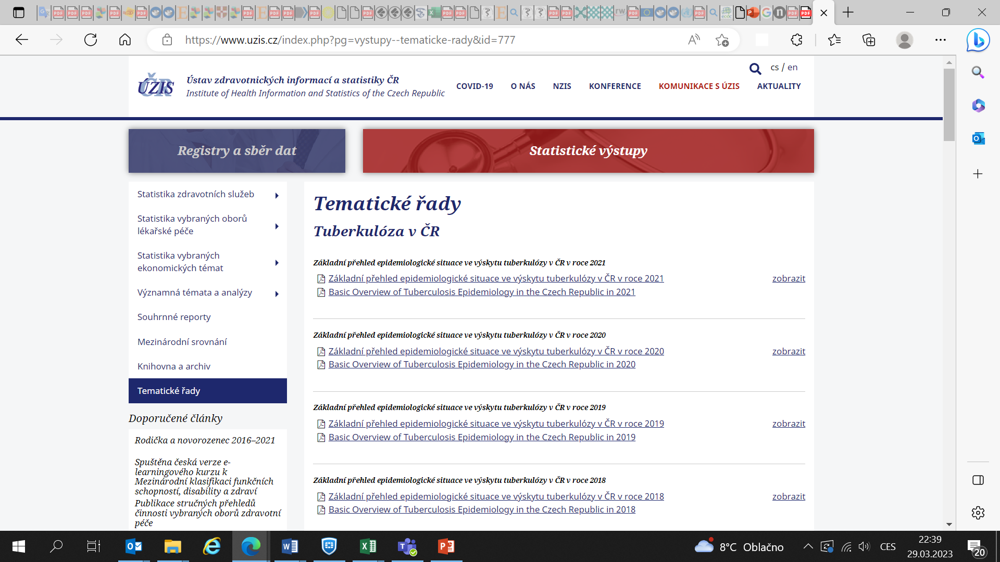 https://www.uzis.cz/index.php?pg=vystupy--tematicke-rady&id=777
cs / en
ÚZIS
ČR
Ústav zdravotnických informací a statistiky ČR
Institute of Health Information and Statistics of the Czech Republic
COVID-19 O NÁS NZIS KONFERENCE KOMUNIKACE S ÚZIS AKTUALITY
Registry a sběr dat
Statistické výstupy
Statistika zdravotních služeb
Statistika vybraných oborů
lékařské péče
Statistika vybraných
ekonomických témat
Významná témata a analýzy
Souhrnné reporty
Mezinárodní srovnání
Knihovna a archiv
Tematické řady
Doporučené články
Rodička a novorozenec 2016–2021
Spuštěna česká verze e-
learningového kurzu k
Mezinárodní klasifikaci funkčních
schopností, disability a zdraví
Publikace stručných přehledů
činnosti vybraných oborů zdravotní
péče
Tematické řady
Tuberkulóza v ČR
Základní přehled epidemiologické situace ve výskytu tuberkulózy v ČR v roce 2021
Základní přehled epidemiologické situace ve výskytu tuberkulózy v ČR v roce 2021 zobrazit
Basic Overview of Tuberculosis Epidemiology in the Czech Republic in 2021
Základní přehled epidemiologické situace ve výskytu tuberkulózy v ČR v roce 2020
Základní přehled epidemiologické situace ve výskytu tuberkulózy v ČR v roce 2020 zobrazit
Basic Overview of Tuberculosis Epidemiology in the Czech Republic in 2020
Základní přehled epidemiologické situace ve výskytu tuberkulózy v ČR v roce 2019
Základní přehled epidemiologické situace ve výskytu tuberkulózy v ČR v roce 2019 zobrazit
Basic Overview of Tuberculosis Epidemiology in the Czech Republic in 2019
Základní přehled epidemiologické situace ve výskytu tuberkulózy v ČR v roce 2018
Základní přehled epidemiologické situace ve výskytu tuberkulózy v ČR v roce 2018 zobrazit
Basic Overview of Tuberculosis Epidemiology in the Czech Republic in 2018
8°C Oblačno
CES
22:39
29.03.2023
20